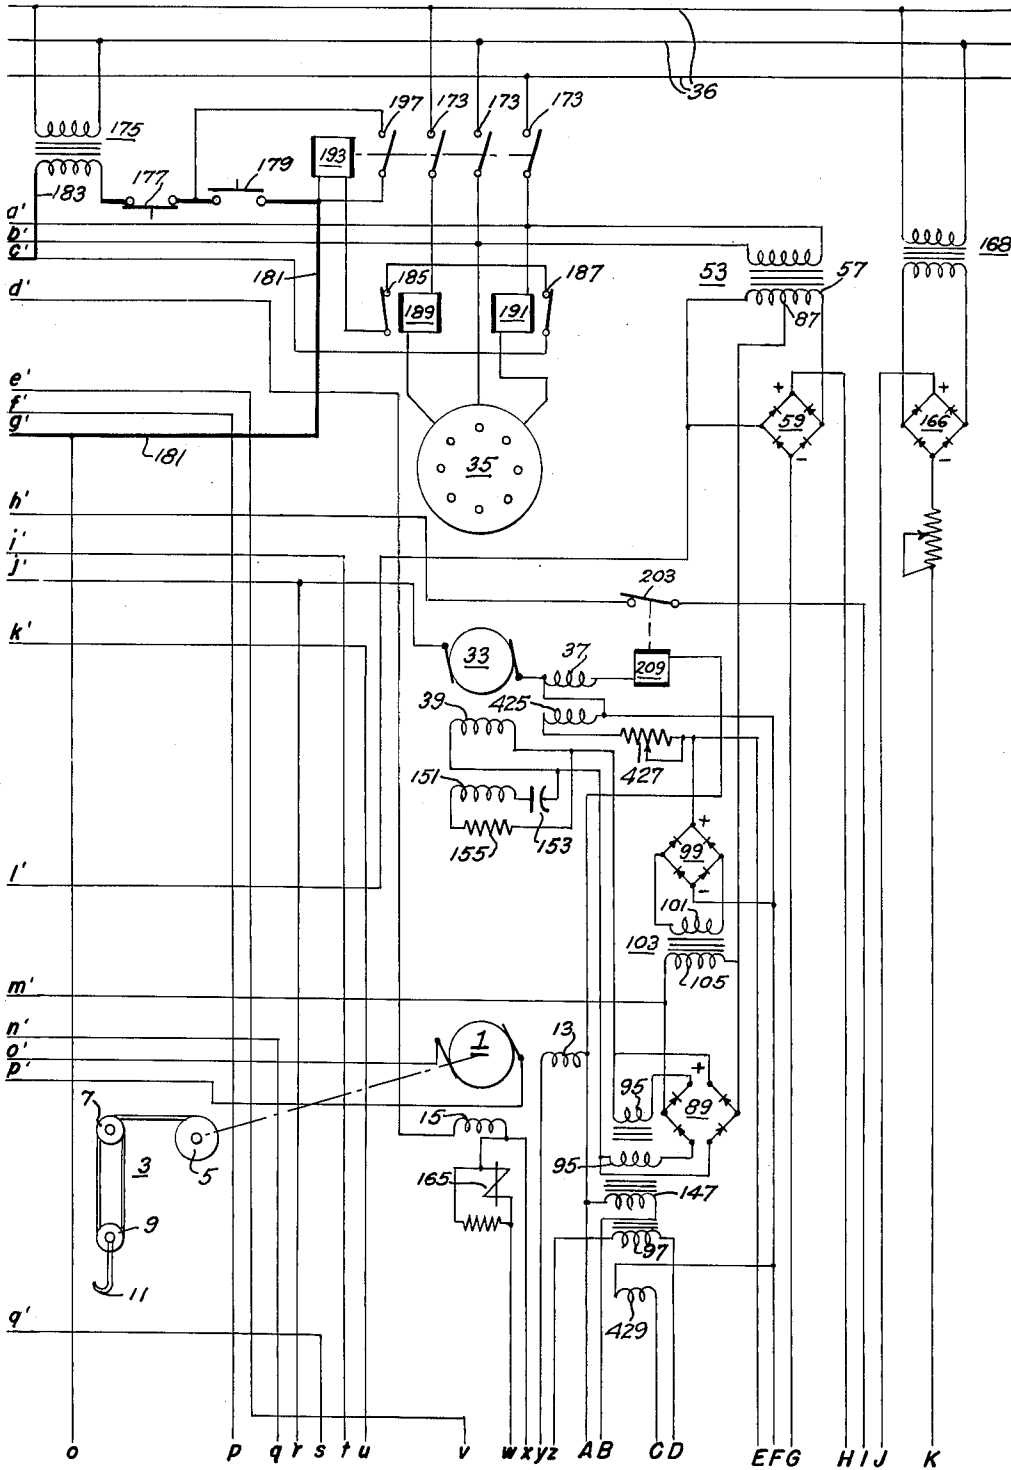 36
175
197
173
173
173
193
177
179
183
a'
b'
c'
181
185
187
53
57
168
d'
189
191
87
e'
f'
g'
181
35
+
59
-
+
166
-
h'
i'
j'
203
k'
33
37
209
39
425
427
151
153
155
+
99
-
l'
101
103
105
m'
n'
o'
p'
1
13
+
95
89
7
3
5
15
95
165
147
9
97
11
429
q'
o
p
q
r
s
t
u
v
w
x
y
z
A
B
C
D
E
F
G
H
I
J
K